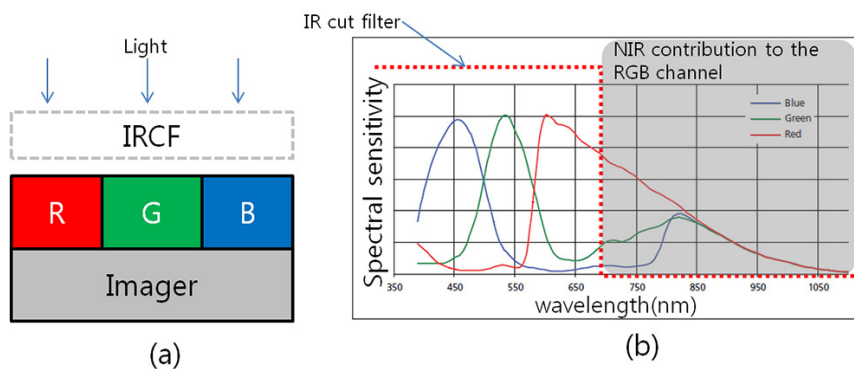 Light
IRCF
R G B
Imager
(a)
IR cut filter
NIR contribution to the
RGB channel
Blue
Green
Red
Spectral sensitivity
350 450 550 650 750 850 950 1050
wavelength(nm)
(b)